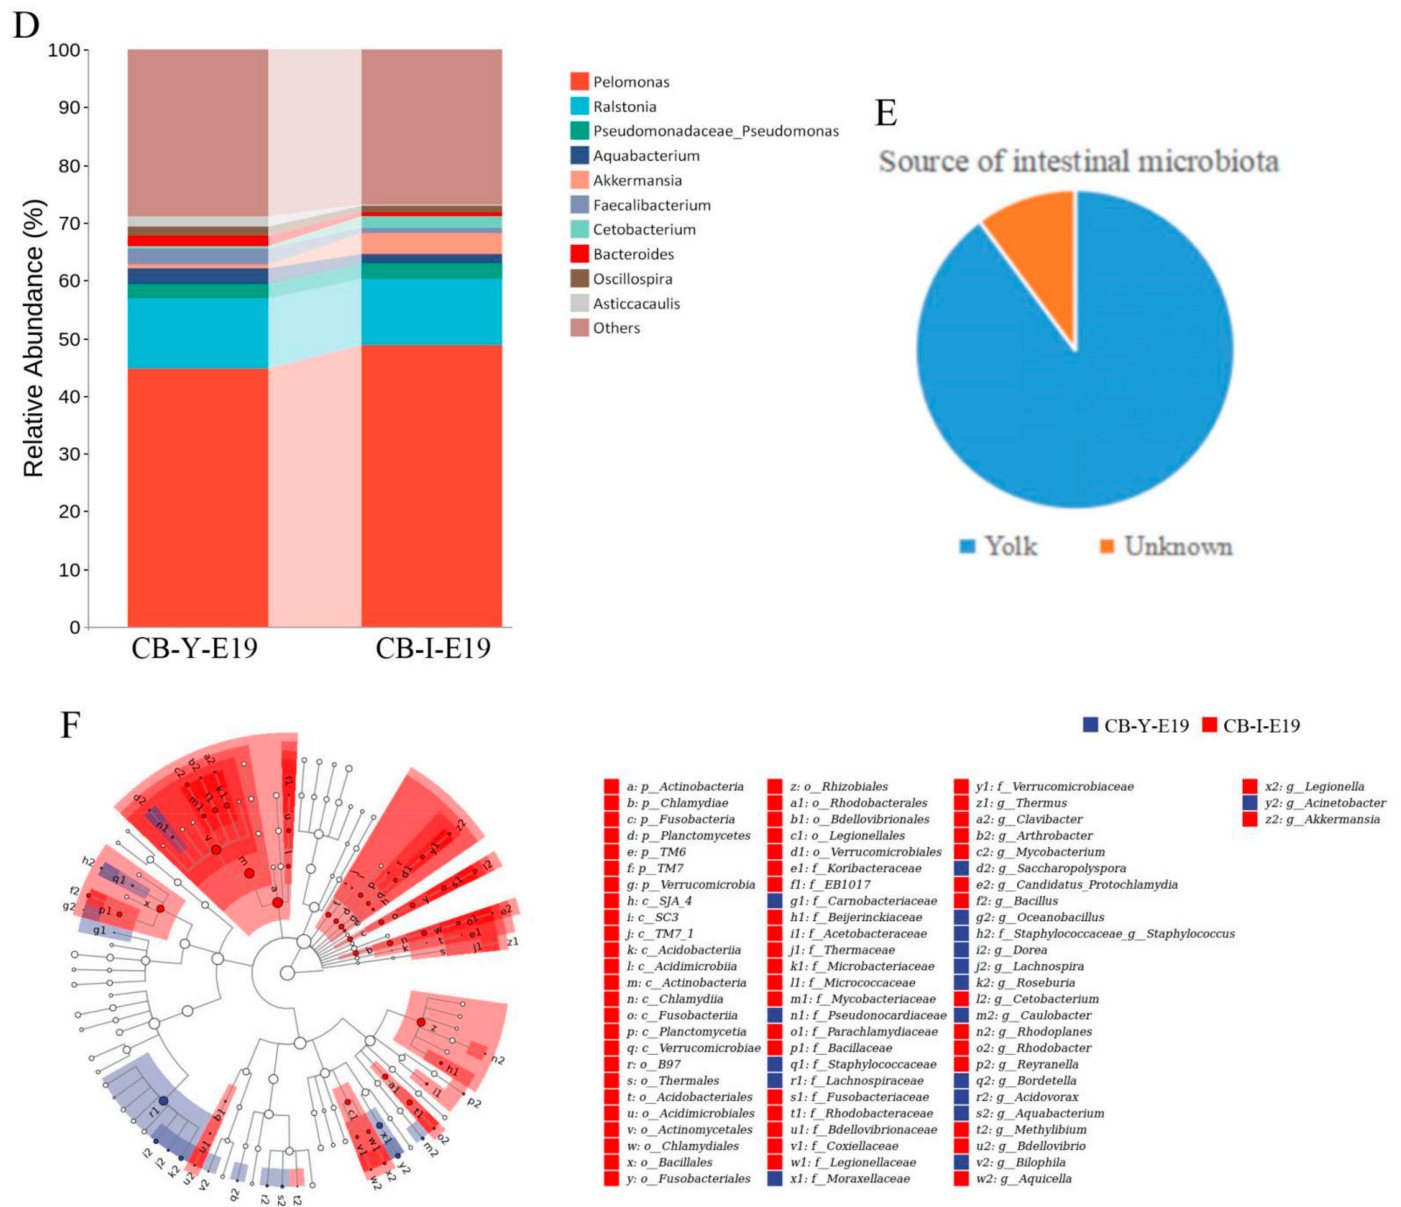 D
100
90
80
70
60
50
40
30
20
10
0
Relative Abundance (%)
CB-Y-E19
CB-I-E19
Pelomonas
Ralstonia
Pseudomonadaceae_Pseudomonas
Aquabacterium
Akkermansia
Faecalibacterium
Cetobacterium
Bacteroides
Oscillospira
Asticcacaulis
Others
E
Source of intestinal microbiota
Yolk
Unknown
F
CB-Y-E19
CB-I-E19
a: p__Actinobacteria
b: p__Chlamydiae
c: p__Fusobacteria
d: p__Planctomycetes
e: p__TM6
f: p__TM7
g: p__Verrucomicrobia
h: c__SJA_4
i: c__SC3
j: c__TM7_1
k: c__Acidobacteriia
l: c__Acidimicrobiia
m: c__Actinobacteria
n: c__Chlamydiia
o: c__Fusobacteriia
p: c__Planctomycetia
q: c__Verrucomicrobiae
r: o__B97
s: o__Thermales
t: o__Acidobacteriales
u: o__Acidimicrobiales
v: o__Actinomycetales
w: o__Chlamydiales
x: o__Bacillales
y: o__Fusobacteriales
z: o__Rhizobiales
a1: o__Rhodobacterales
b1: o__Bdellovibrionales
c1: o__Legionellales
d1: o__Verrucomicrobiales
e1: f__Koribacteraceae
f1: f__EB1017
g1: f__Carnobacteriaceae
h1: f__Beijerinckiaceae
i1: f__Acetobacteraceae
j1: f__Thermaceae
k1: f__Microbacteriaceae
l1: f__Micrococcaceae
m1: f__Mycobacteriaceae
n1: f__Pseudonocardiaceae
o1: f__Parachlamydiaceae
p1: f__Bacillaceae
q1: f__Staphylococcaceae
r1: f__Lachnospiraceae
s1: f__Fusobacteriaceae
t1: f__Rhodobacteraceae
u1: f__Bdellovibrionaceae
v1: f__Coxiellaceae
w1: f__Legionellaceae
x1: f__Moraxellaceae
y1: f__Verrucomicrobiaceae
z1: g__Thermus
a2: g__Clavibacter
b2: g__Arthrobacter
c2: g__Mycobacterium
d2: g__Saccharopolyspora
e2: g__Candidatus_Protochlamydia
f2: g__Bacillus
g2: g__Oceanobacillus
h2: f__Staphylococcaceae_g__Staphylococcus
i2: g__Dorea
j2: g__Lachnospira
k2: g__Roseburia
l2: g__Cetobacterium
m2: g__Caulobacter
n2: g__Rhodoplanes
o2: g__Rhodobacter
p2: g__Reyranella
q2: g__Bordetella
r2: g__Acidovorax
s2: g__Aquabacterium
t2: g__Methylibium
u2: g__Bdellovibrio
v2: g__Bilophila
w2: g__Aquicella
x2: g__Legionella
y2: g__Acinetobacter
z2: g__Akkermansia